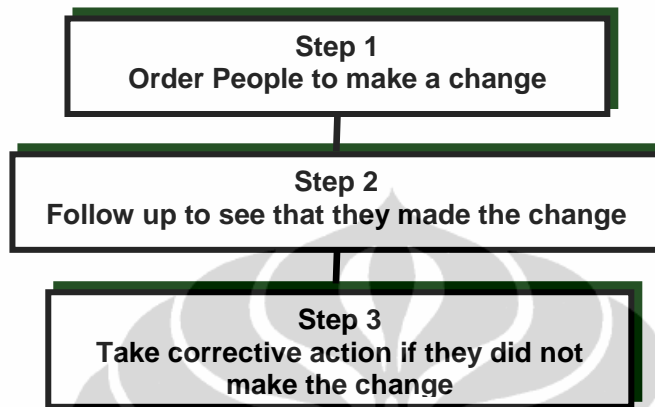 Step 1
Order People to make a change
Step 2
Follow up to see that they made the change
Step 3
Take corrective action if they did not
make the change